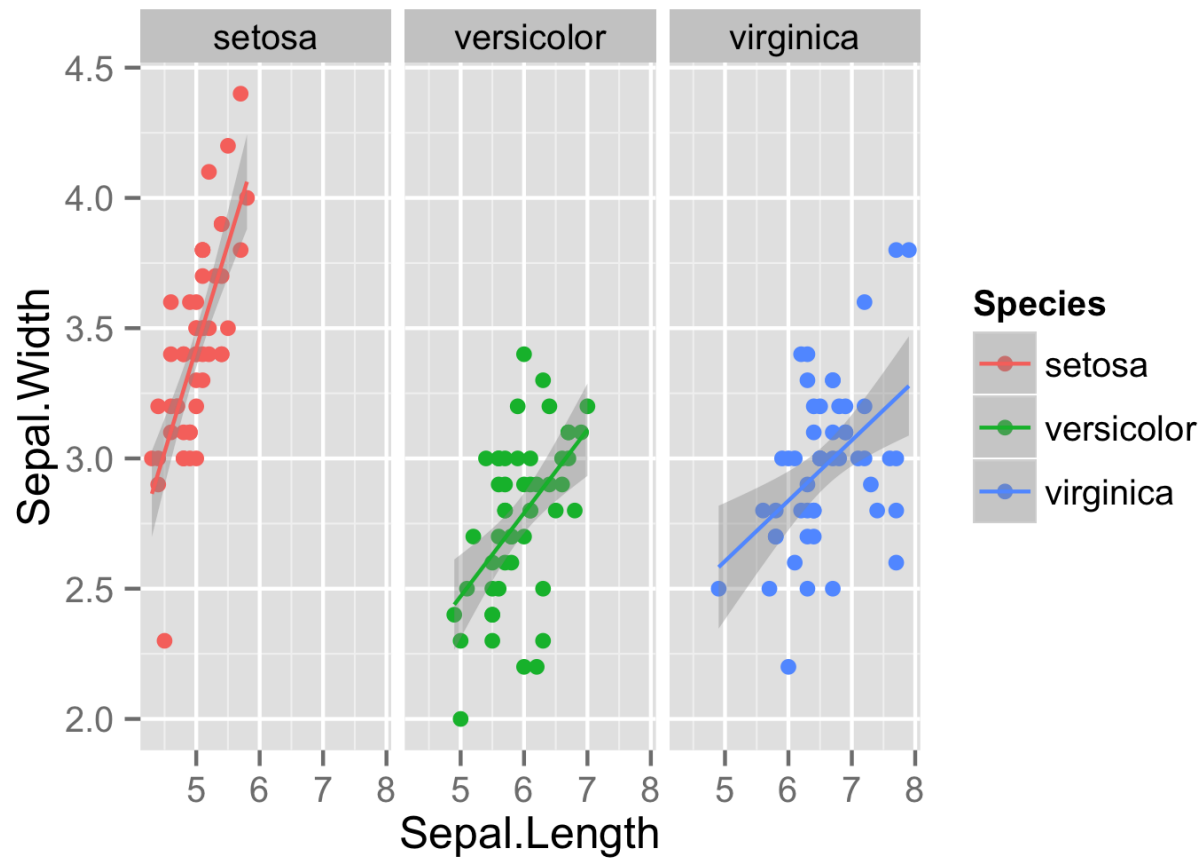 setosa versicolor virginica
4.5
4.0
3.5
3.0
2.5
2.0
Sepal.Width
5 6 7 8 5 6 7 8 5 6 7 8
Sepal.Length
Species
setosa
versicolor
virginica